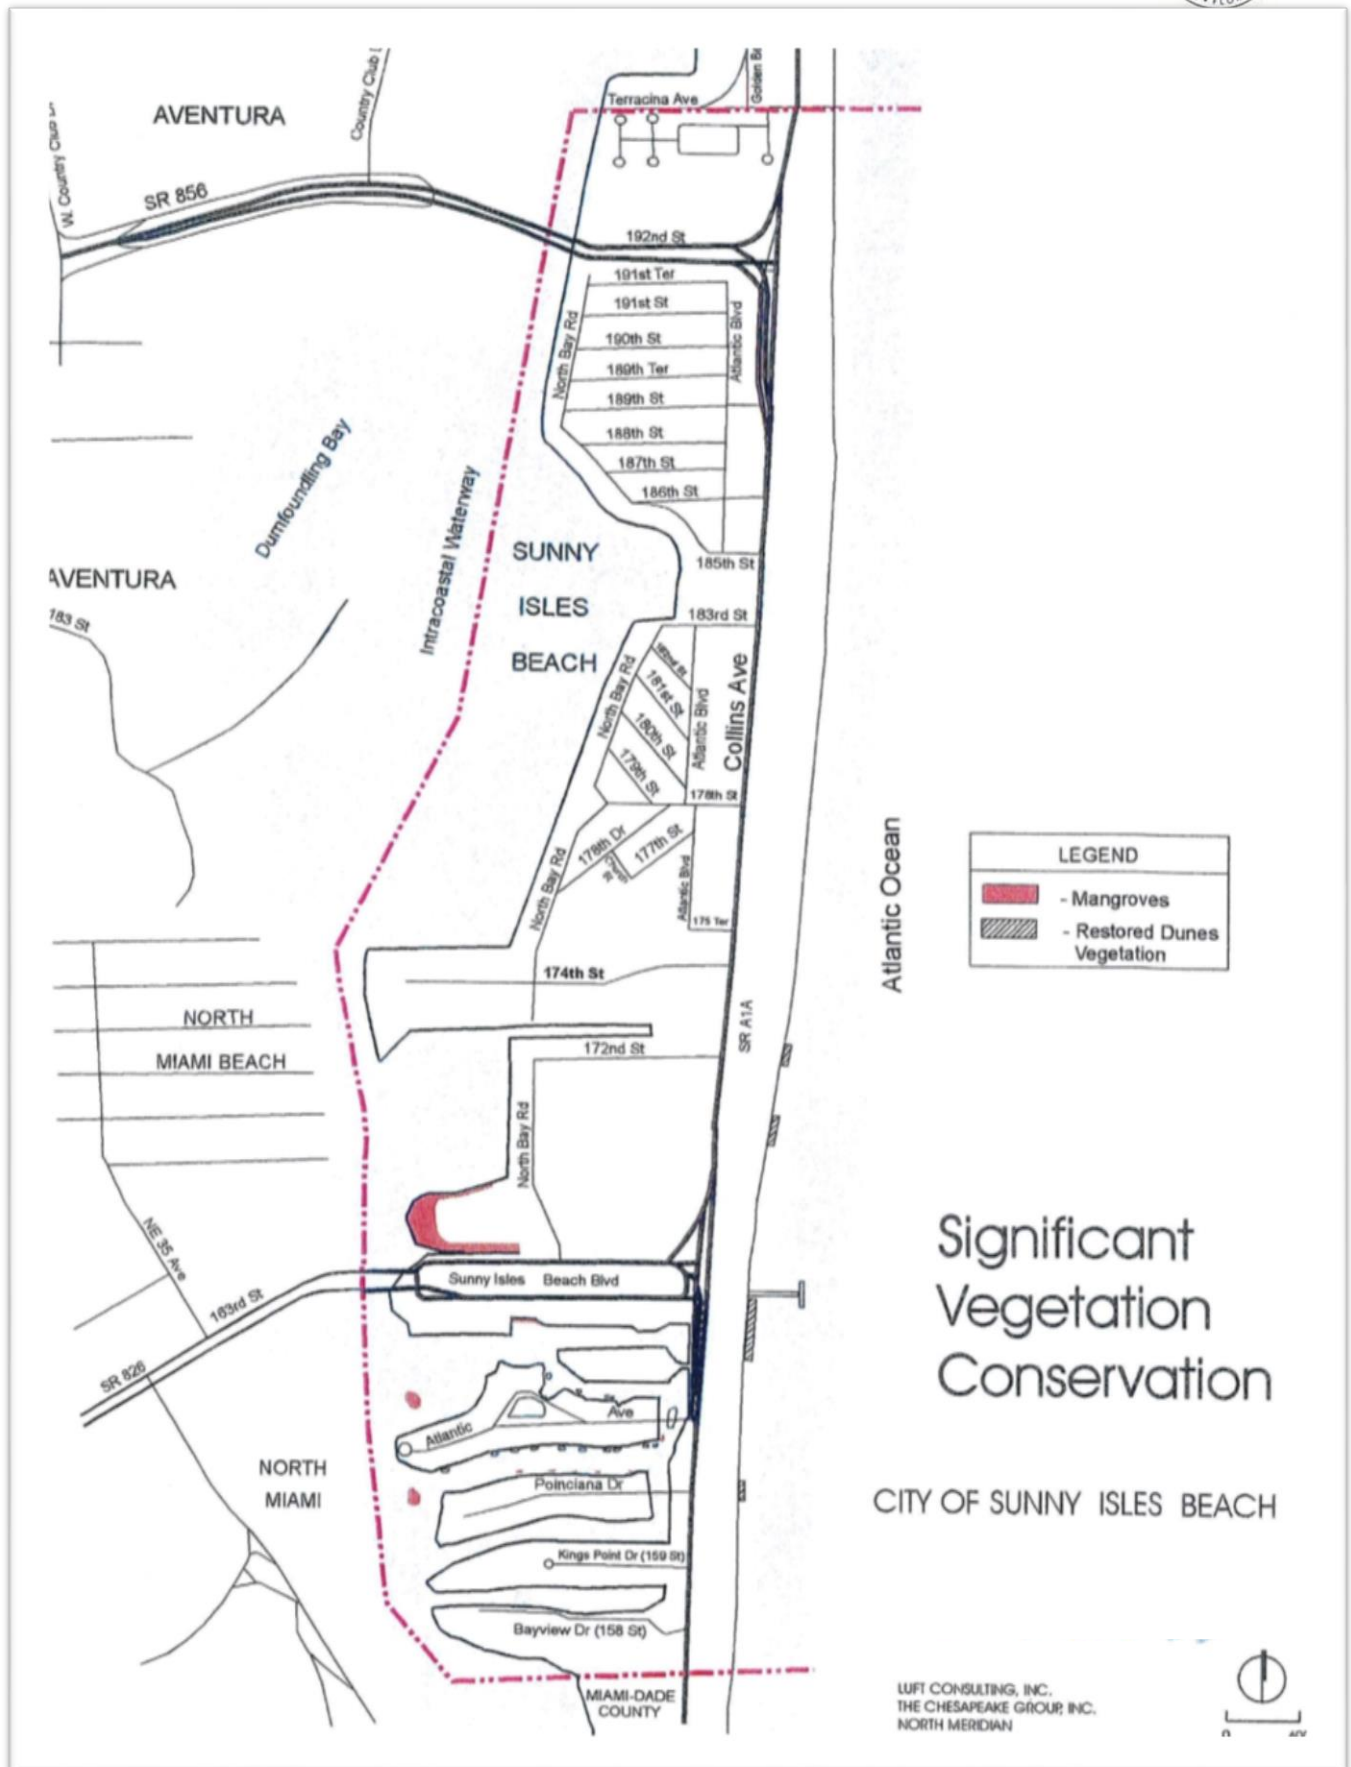 Terracina Ave
AVENTURA
Country Club
W. Country Club
SR 856
192nd St
191st Ter
191st St
190th St
189th Ter
189th St
188th St
187th St
186th St
North Bay Rd
Atlantic Blvd
Dumfoundling Bay
Intracoastal Waterway
SUNNY
ISLES
BEACH
185th St
AVENTURA
183 St
183rd St
182nd St
181st St
180th St
179th St
North Bay Rd
Atlantic Blvd
Collins Ave
178th St
178th Dr
177th St
North Bay Rd
Atlantic Blvd
175 Ter
Atlantic Ocean
LEGEND
- Mangroves
- Restored Dunes
Vegetation
174th St
NORTH
MIAMI BEACH
SR A1A
172nd St
North Bay Rd
NE 35 Ave
Sunny Isles Beach Blvd
163rd St
SR 826
Significant
Vegetation
Conservation
Atlantic Ave
NORTH
MIAMI
Poinciana Dr
CITY OF SUNNY ISLES BEACH
Kings Point Dr (159 St)
Bayview Dr (158 St)
MIAMI-DADE
COUNTY
LUFT CONSULTING, INC.
THE CHESAPEAKE GROUP, INC.
NORTH MERIDIAN
0